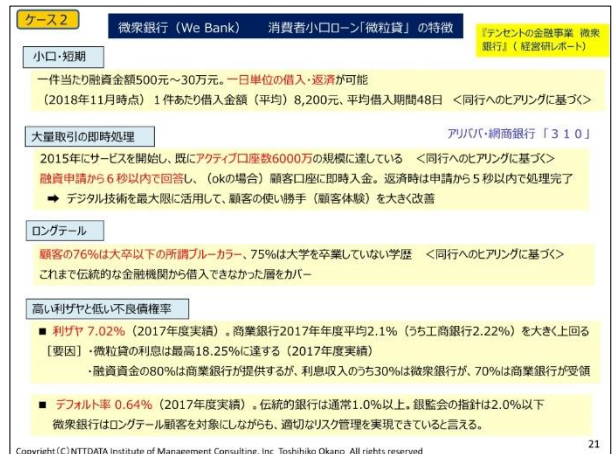 ケース2
微衆銀行（We Bank） 消費者小口ローン「微粒貸」の特徴
『テンセントの金融事業 微衆
銀行』（経営研レポート）
小口・短期
一件当たり融資金額500元～30万元。一日単位の借入・返済が可能
（2018年11月時点）1件あたり借入金額（平均）8,200元、平均借入期間48日 ＜同行へのヒアリングに基づく＞
大量取引の即時処理
アリババ・網商銀行「３１０」
2015年にサービスを開始し、既にアクティブ口座数6000万の規模に達している ＜同行へのヒアリングに基づく＞
融資申請から６秒以内で回答し、（okの場合）顧客口座に即時入金。返済時は申請から５秒以内で処理完了
➡ デジタル技術を最大限に活用して、顧客の使い勝手（顧客体験）を大きく改善
ロングテール
顧客の76%は大卒以下の所謂ブルーカラー、75%は大学を卒業していない学歴 ＜同行へのヒアリングに基づく＞
これまで伝統的な金融機関から借入できなかった層をカバー
高い利ザヤと低い不良債権率
■ 利ザヤ 7.02%（2017年度実績）。商業銀行2017年年度平均2.1%（うち工商銀行2.22%）を大きく上回る
［要因］・微粒貸の利息は最高18.25%に達する（2017年度実績）
・融資資金の80%は商業銀行が提供するが、利息収入のうち30%は微衆銀行が、70%は商業銀行が受領
■ デフォルト率 0.64%（2017年度実績）。伝統的銀行は通常1.0%以上。銀監会の指針は2.0%以下
微衆銀行はロングテール顧客を対象にしながらも、適切なリスク管理を実現できていると言える。
Copyright（C）NTTDATA Institute of Management Consulting, Inc. Toshihiko Okano All rights reserved
21